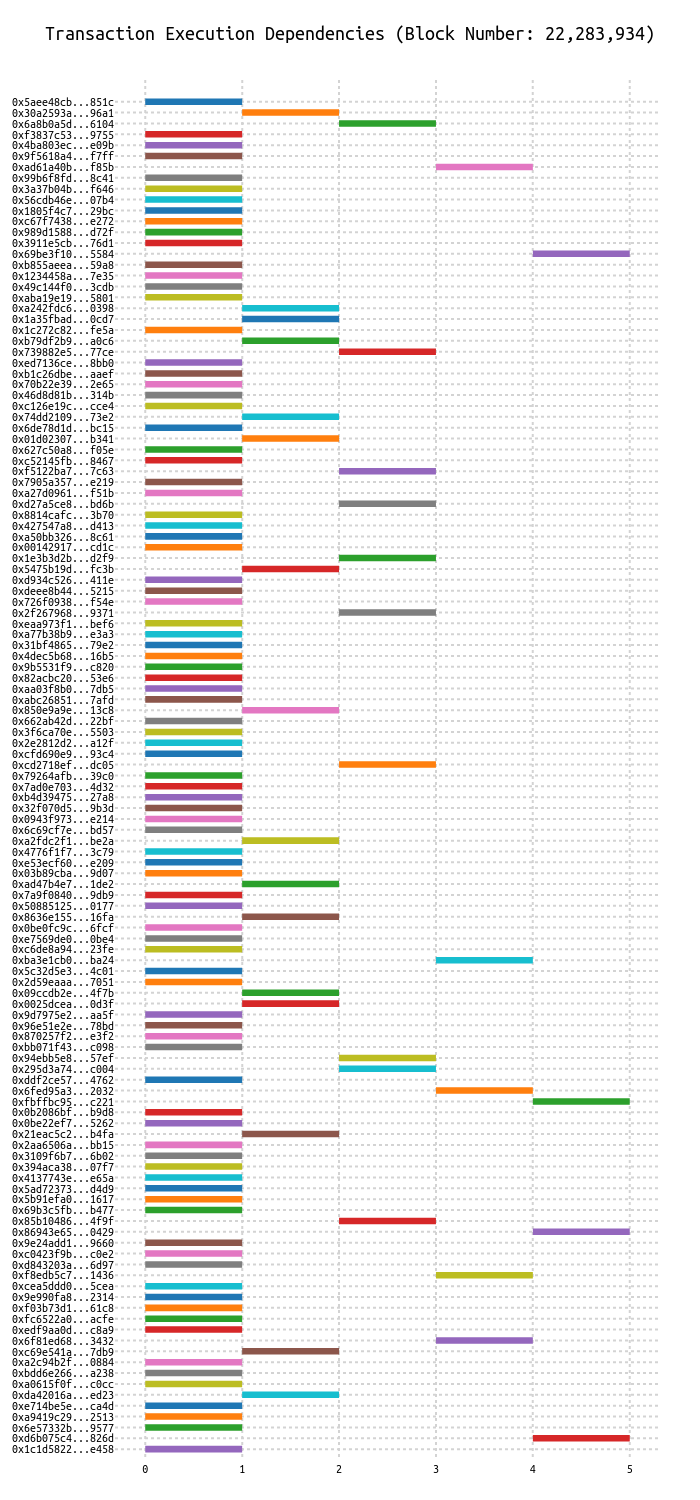 Transaction Execution Dependencies (Block Number: 22,283,934)
0x5aee48cb...851c
0x30a2593a...96a1
0x6a8b0a5d...6104
0xf3837c53...9755
0x4ba803ec...e09b
0x9f5618a4...f7ff
0xad61a40b...f85b
0x99b6f8fd...8c41
0x3a37b04b...f646
0x56cdb46e...07b4
0x1805f4c7...29bc
0xc67f7438...e272
0x989d1588...d72f
0x3911e5cb...76d1
0x69be3f10...5584
0xb855aeea...59a8
0x1234458a...7e35
0x49c144f0...3cdb
0xaba19e19...5801
0xa242fdc6...0398
0x1a35fbad...0cd7
0x1c272c82...fe5a
0xb79df2b9...a0c6
0x739882e5...77ce
0xed7136ce...8bb0
0xb1c26dbe...aaef
0x70b22e39...2e65
0x46d8d81b...314b
0xc126e19c...cce4
0x74dd2109...73e2
0x6de78d1d...bc15
0x01d02307...b341
0x627c50a8...f05e
0xc52145fb...8467
0xf5122ba7...7c63
0x7905a357...e219
0xa27d0961...f51b
0xd27a5ce8...bd6b
0x8814cafc...3b70
0x427547a8...d413
0xa50bb326...8c61
0x00142917...cd1c
0x1e3b3d2b...d2f9
0x5475b19d...fc3b
0xd934c526...411e
0xdeee8b44...5215
0x726f0938...f54e
0x2f267968...9371
0xeaa973f1...bef6
0xa77b38b9...e3a3
0x31bf4865...79e2
0x4dec5b68...16b5
0x9b5531f9...c820
0x82acbc20...53e6
0xaa03f8b0...7db5
0xabc26851...7afd
0x850e9a9e...13c8
0x662ab42d...22bf
0x3f6ca70e...5503
0x2e2812d2...a12f
0xcfd690e9...93c4
0xcd2718ef...dc05
0x79264afb...39c0
0x7ad0e703...4d32
0xb4d39475...27a8
0x32f070d5...9b3d
0x0943f973...e214
0x6c69cf7e...bd57
0xa2fdc2f1...be2a
0x4776f1f7...3c79
0xe53ecf60...e209
0x03b89cba...9d07
0xad47b4e7...1de2
0x7a9f0840...9db9
0x50885125...0177
0x8636e155...16fa
0x0be0fc9c...6fcf
0xe7569de0...0be4
0xc6de8a94...23fe
0xba3e1cb0...ba24
0x5c32d5e3...4c01
0x2d59eaaa...7051
0x09ccdb2e...4f7b
0x0025dcea...0d3f
0x9d7975e2...aa5f
0x96e51e2e...78bd
0x870257f2...e3f2
0xbb071f43...c098
0x94ebb5e8...57ef
0x295d3a74...c004
0xddf2ce57...4762
0x6fed95a3...2032
0xfbffbc95...c221
0x0b2086bf...b9d8
0x0be22ef7...5262
0x21eac5c2...b4fa
0x2aa6506a...bb15
0x3109f6b7...6b02
0x394aca38...07f7
0x4137743e...e65a
0x5ad72373...d4d9
0x5b91efa0...1617
0x69b3c5fb...b477
0x85b10486...4f9f
0x86943e65...0429
0x9e24add1...9660
0xc0423f9b...c0e2
0xd843203a...6d97
0xf8edb5c7...1436
0xcea5ddd0...5cea
0x9e990fa8...2314
0xf03b73d1...61c8
0xfc6522a0...acfe
0xedf9aa0d...c8a9
0x6f81ed68...3432
0xc69e541a...7db9
0xa2c94b2f...0884
0xbdd6e266...a238
0xa0615f0f...c0cc
0xda42016a...ed23
0xe714be5e...ca4d
0xa9419c29...2513
0x6e57332b...9577
0xd6b075c4...826d
0x1c1d5822...e458
0 1 2 3 4 5